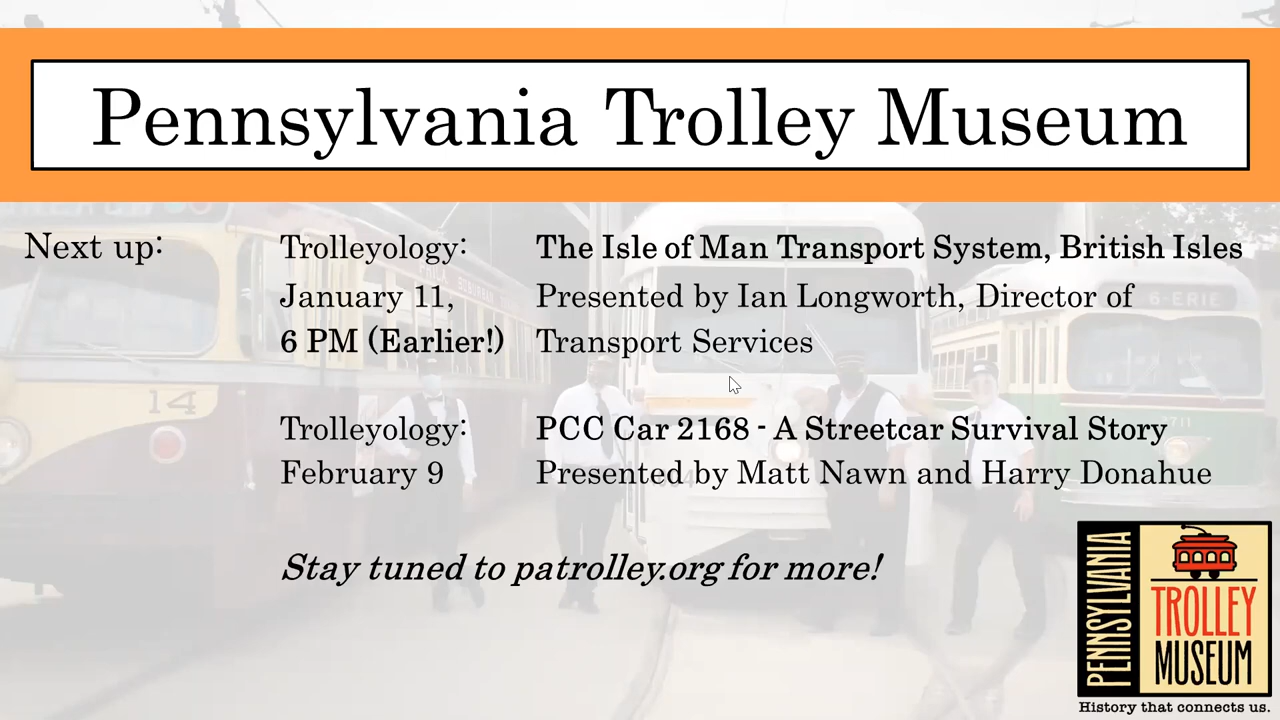 Pennsylvania Trolley Museum
Next up:
Trolleyology:
The Isle of Man Transport System, British Isles
January 11,
Presented by Ian Longworth, Director of
6 PM (Earlier!)
Transport Services
Trolleyology:
PCC Car 2168 - A Streetcar Survival Story
February 9
Presented by Matt Nawn and Harry Donahue
Stay tuned to patrolley.org for more!
14
6-ERIE
PENNSYLVANIA
TROLLEY
MUSEUM
History that connects us.